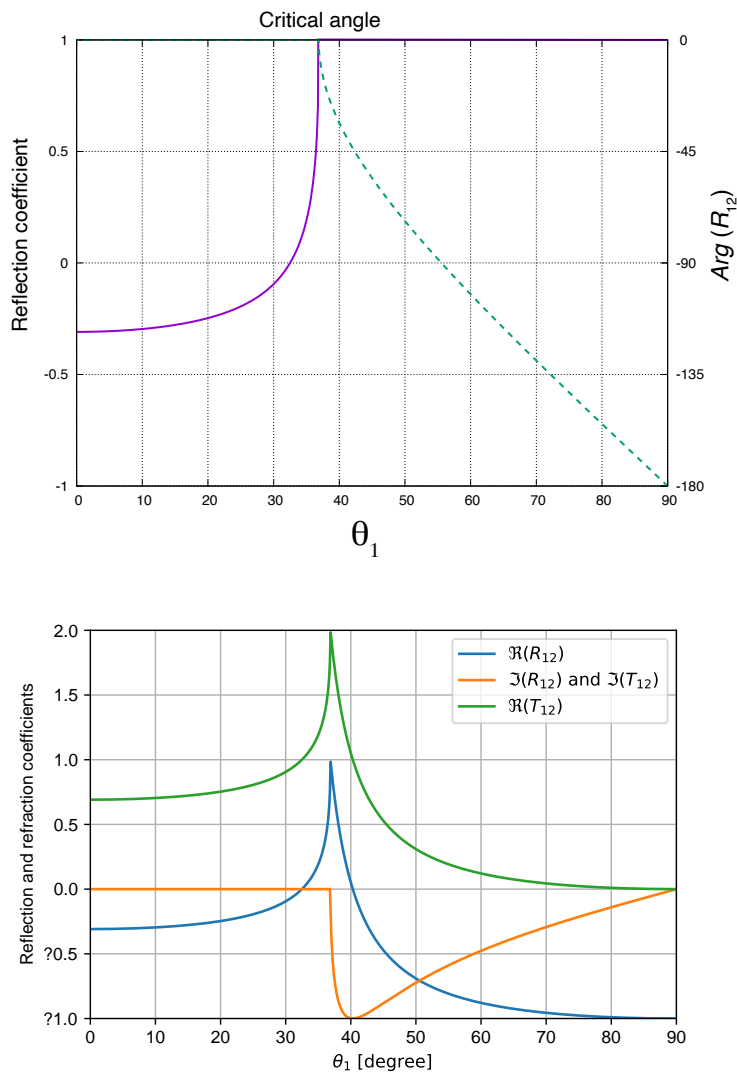 Critical angle
1
0.5
0
-0.5
-1
Reflection coefficient
0
-45
-90
-135
-180
Arg (R12)
0 10 20 30 40 50 60 70 80 90
θ1
2.0
1.5
1.0
0.5
0.0
?0.5
?1.0
Reflection and refraction coefficients
ℜ(R12)
ℑ(R12) and ℑ(T12)
ℜ(T12)
0 10 20 30 40 50 60 70 80 90
θ1 [degree]